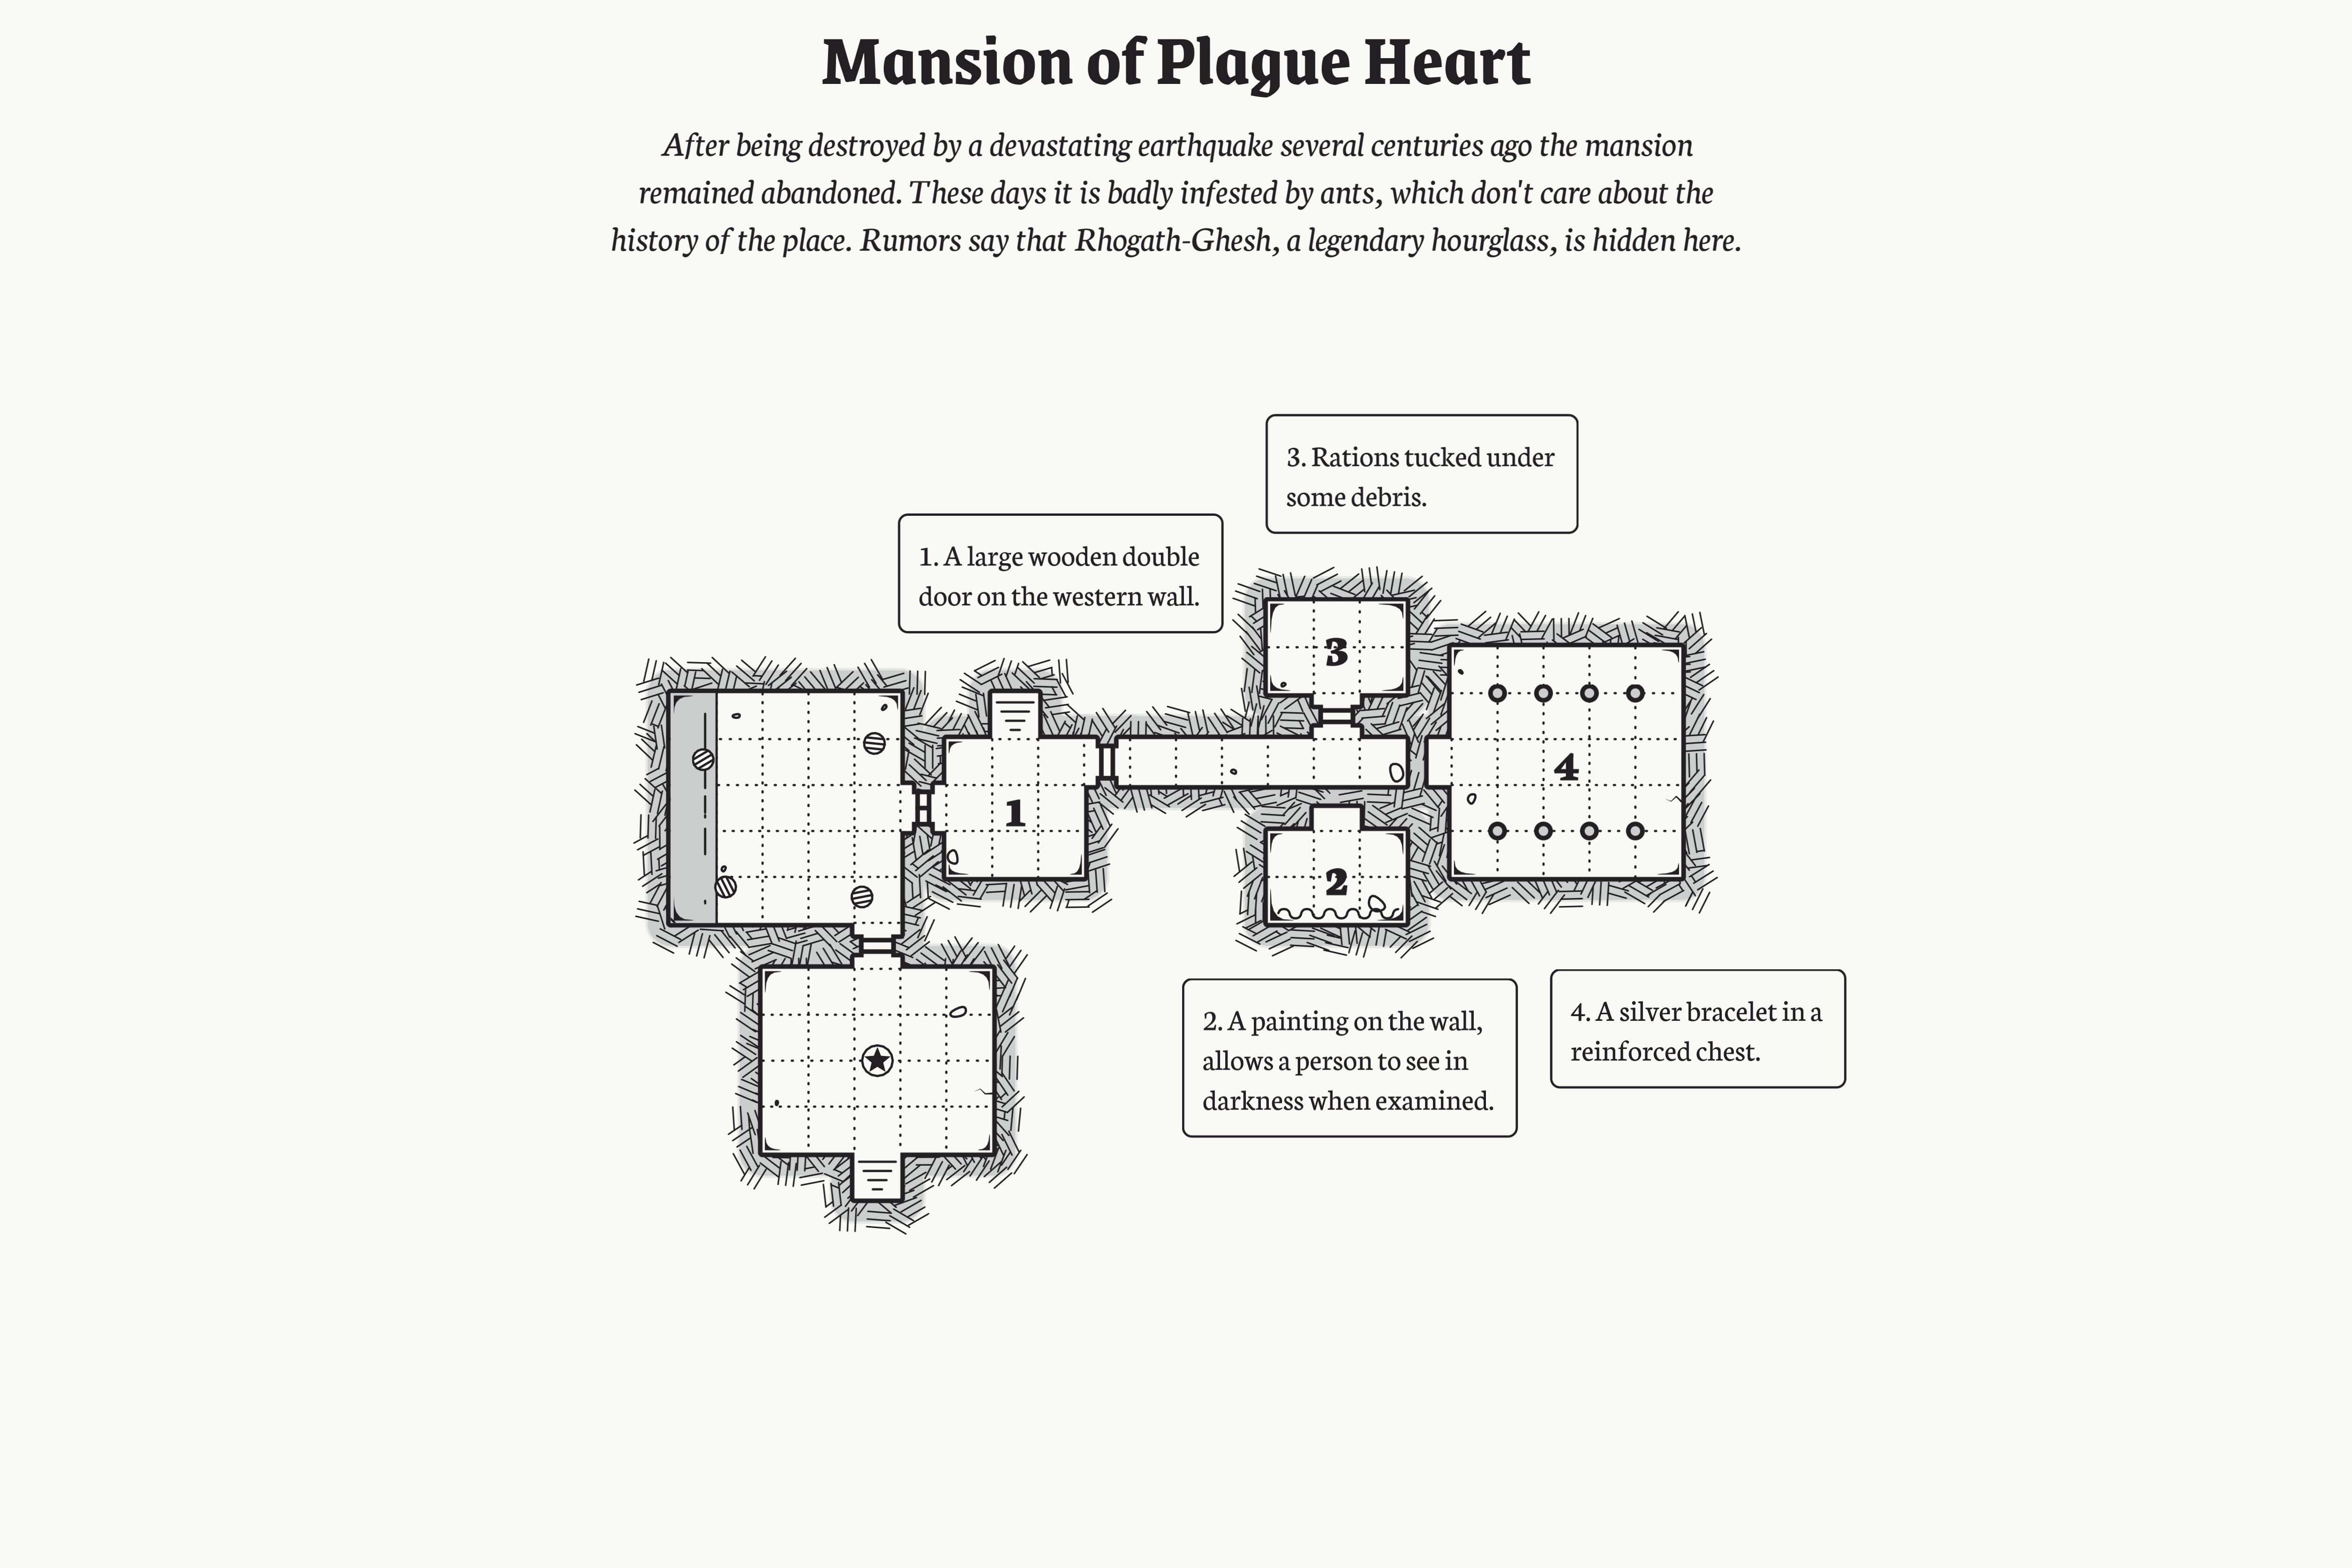 Mansion of Plague Heart
After being destroyed by a devastating earthquake several centuries ago the mansion
remained abandoned. These days it is badly infested by ants, which don't care about the
history of the place. Rumors say that Rhogath-Ghesh, a legendary hourglass, is hidden here.
3. Rations tucked under
some debris.
1. A large wooden double
door on the western wall.
3
4
1
2
2. A painting on the wall,
allows a person to see in
darkness when examined.
4. A silver bracelet in a
reinforced chest.